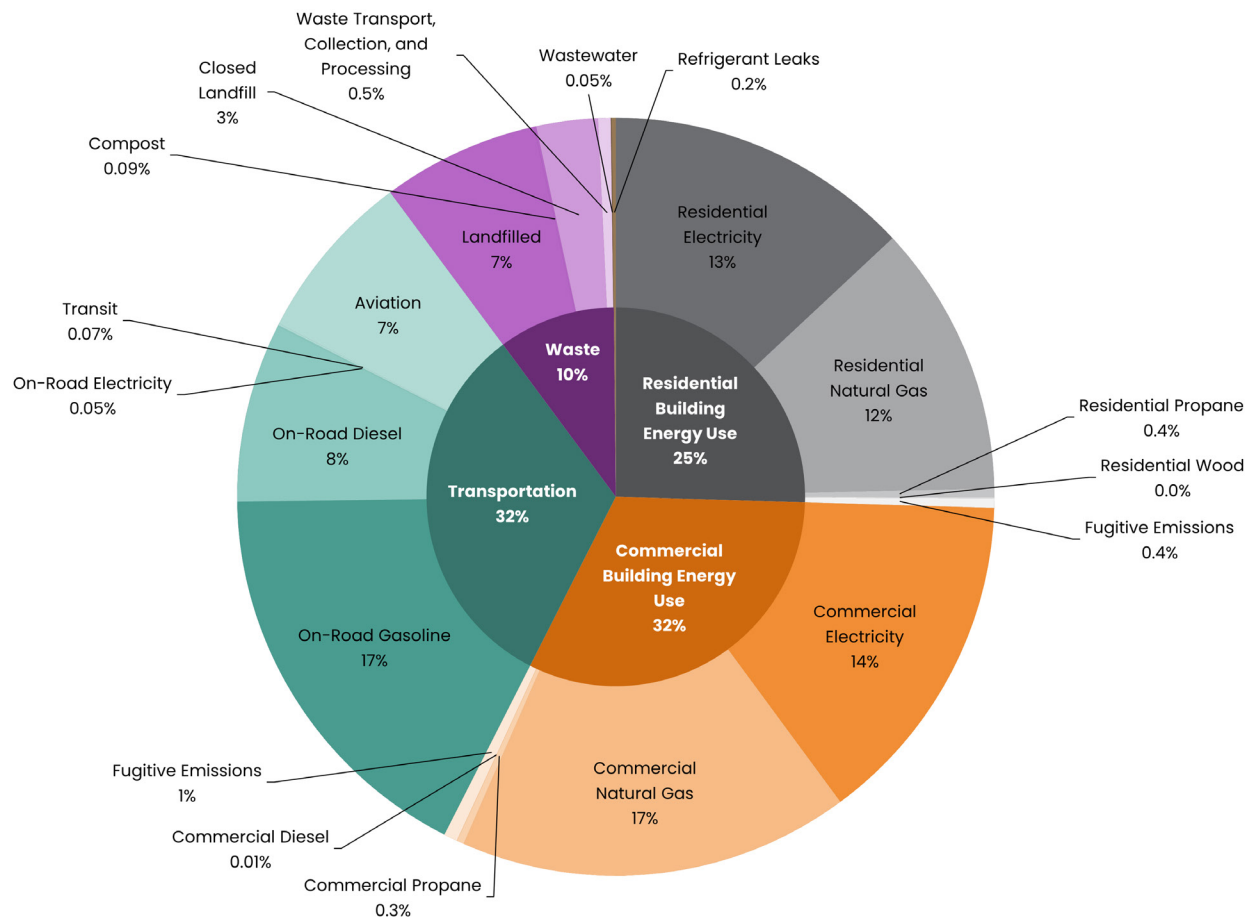 Waste Transport,
Collection, and
Processing
0.5%
Wastewater
0.05%
Refrigerant Leaks
0.2%
Closed
Landfill
3%
Compost
0.09%
Residential
Electricity
13%
Landfilled
7%
Aviation
7%
Transit
0.07%
On-Road Electricity
0.05%
On-Road Diesel
8%
Waste
10%
Residential
Building
Energy Use
25%
Residential
Natural Gas
12%
Residential Propane
0.4%
Residential Wood
0.0%
Fugitive Emissions
0.4%
Transportation
32%
Commercial
Building Energy
Use
32%
Commercial
Electricity
14%
On-Road Gasoline
17%
Commercial
Natural Gas
17%
Fugitive Emissions
1%
Commercial Diesel
0.01%
Commercial Propane
0.3%